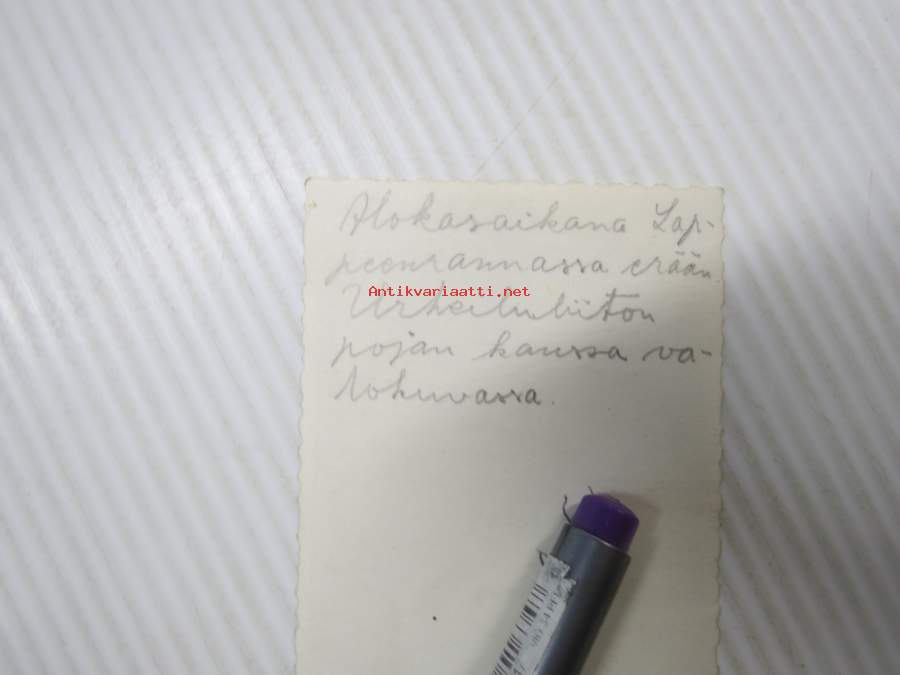 Alokasaikana Lap-
peenrannassa erään
Antikvariaatti.net
Urheiluliiton
pojan kanssa va-
lokuvassa.